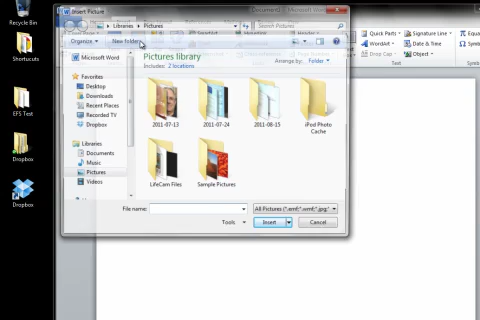 Recycle Bin
Shortucuts
EFS Test
Dropbox
Dropbox
Insert Picture
Document1 - Microsoft Word
Libraries
Pictures
Search Pictures
Organize
New folder
Microsoft Word
Favorites
Desktop
Downloads
Recent Places
Recorded TV
Dropbox
Libraries
Documents
Music
Pictures
Videos
Pictures library
Includes: 2 locations
Arrange by: Folder
2011-07-13
2011-07-24
2011-08-15
iPod Photo
Cache
LifeCam Files
Sample Pictures
File name:
All Pictures (*.emf;*.wmf;*.jpg
Tools
Insert
Cancel
Quick Parts
Signature Line
WordArt
Date & Time
Drop Cap
Object
Text
Equa